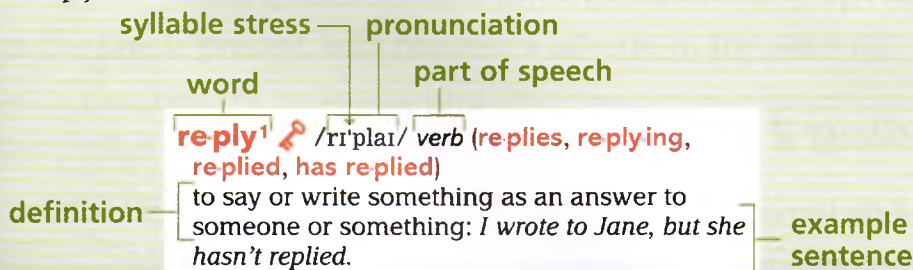 syllable stress pronunciation
word part of speech
re·ply¹ /rɪˈplaɪ/ verb (re·plies, re·ply·ing,
re·plied, has re·plied)
definition
to say or write something as an answer to
someone or something: I wrote to Jane, but she
hasn't replied.
example
sentence